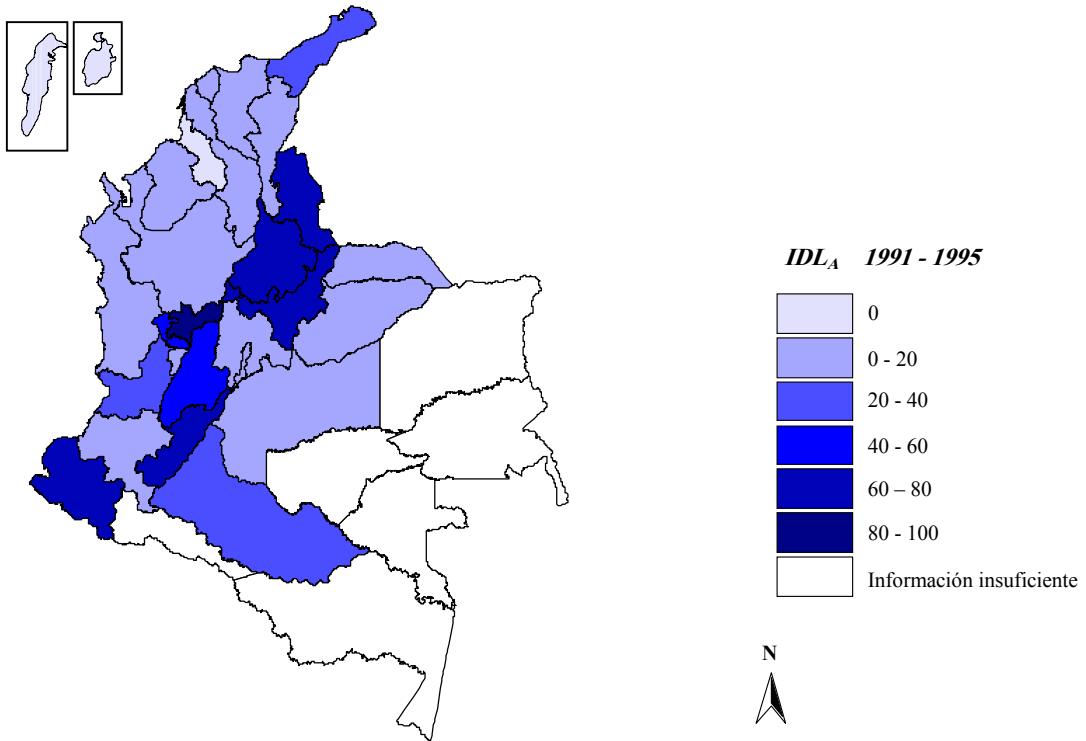 IDLA 1991 - 1995
0
0 - 20
20 - 40
40 - 60
60 – 80
80 - 100
Información insuficiente
N